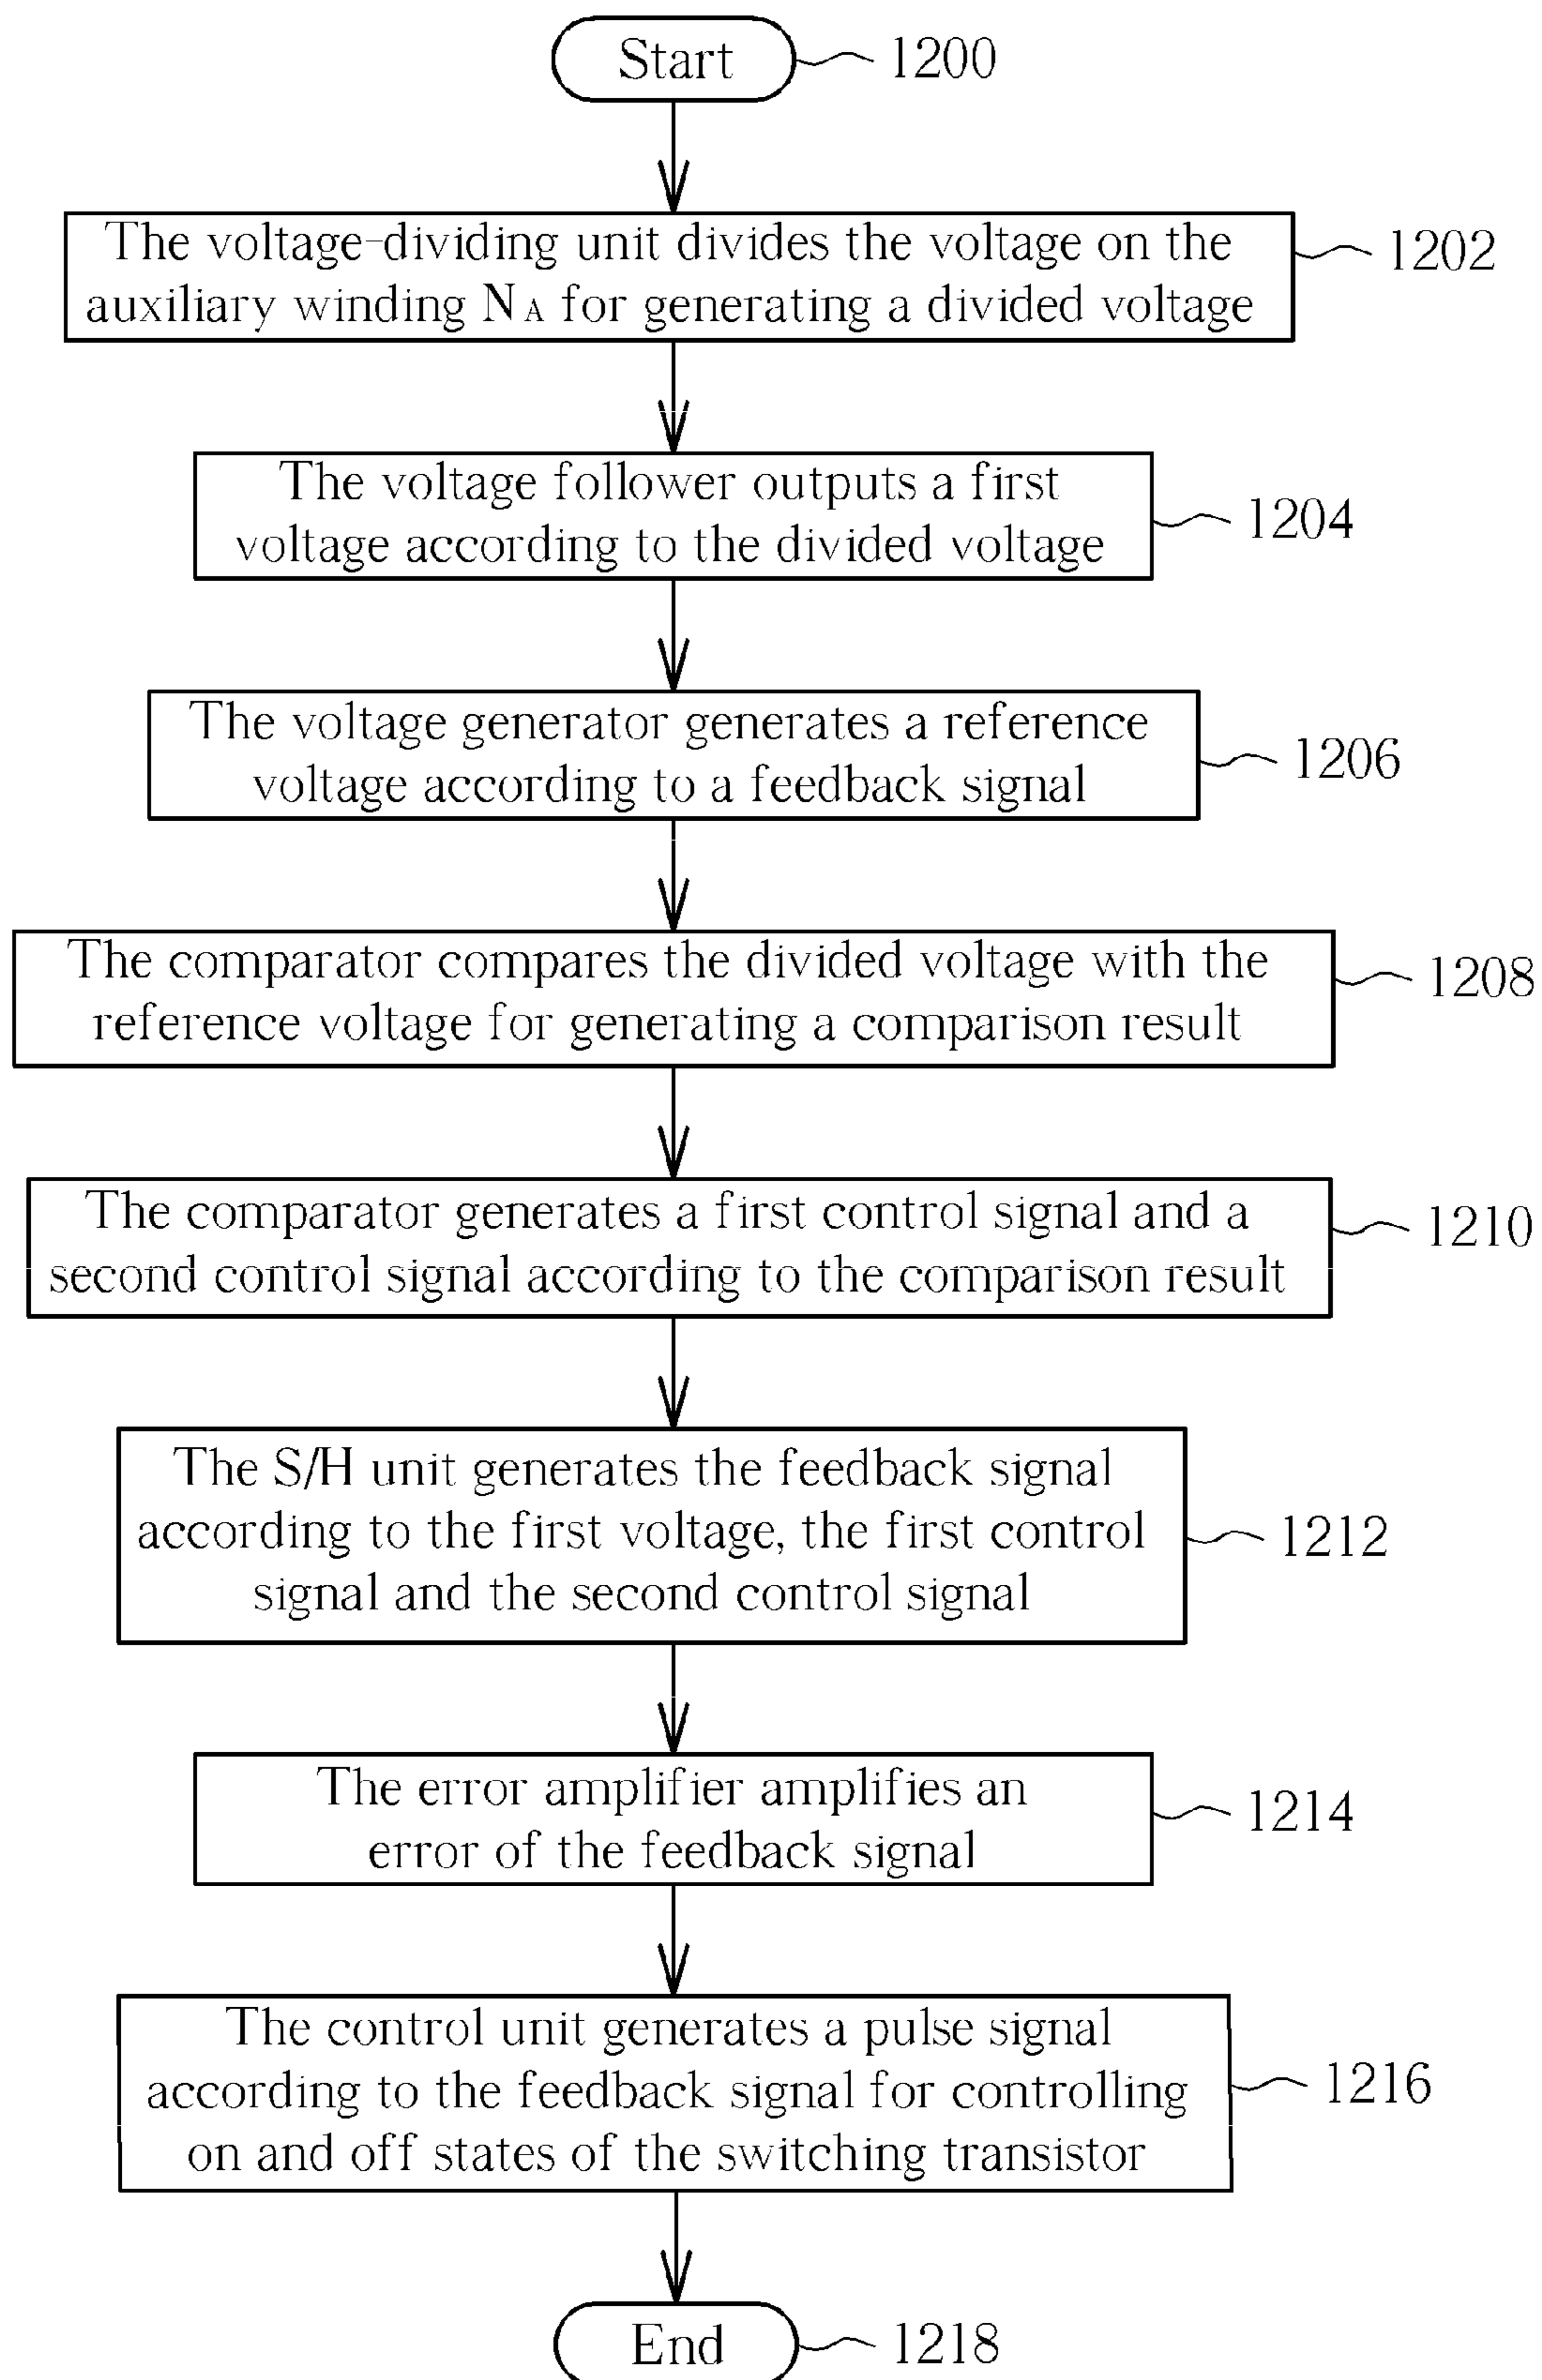 Start 1200
The voltage-dividing unit divides the voltage on the
auxiliary winding NA for generating a divided voltage
1202
The voltage follower outputs a first
voltage according to the divided voltage
1204
The voltage generator generates a reference
voltage according to a feedback signal
1206
The comparator compares the divided voltage with the
reference voltage for generating a comparison result
1208
The comparator generates a first control signal and a
second control signal according to the comparison result
1210
The S/H unit generates the feedback signal
according to the first voltage, the first control
signal and the second control signal
1212
The error amplifier amplifies an
error of the feedback signal
1214
The control unit generates a pulse signal
according to the feedback signal for controlling
on and off states of the switching transistor
1216
End 1218